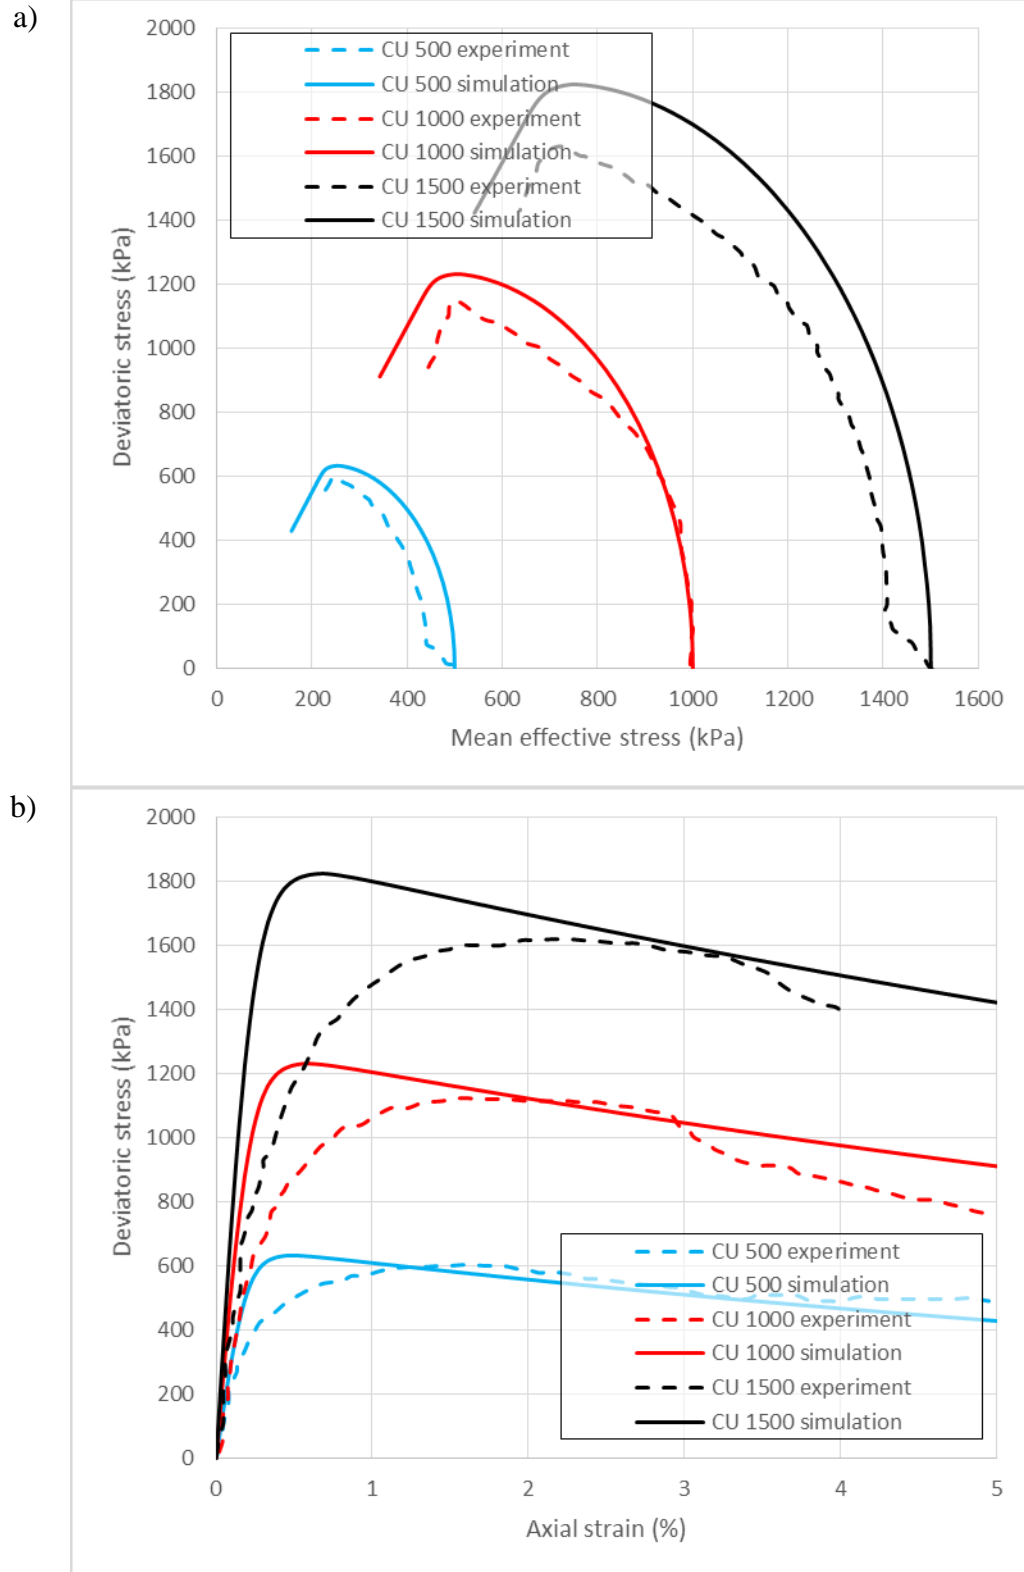 a)
2000
1800
1600
1400
1200
1000
800
600
400
200
0
Deviatoric stress (kPa)
CU 500 experiment
CU 500 simulation
CU 1000 experiment
CU 1000 simulation
CU 1500 experiment
CU 1500 simulation
0 200 400 600 800 1000 1200 1400 1600
Mean effective stress (kPa)
b)
2000
1800
1600
1400
1200
1000
800
600
400
200
0
Deviatoric stress (kPa)
CU 500 experiment
CU 500 simulation
CU 1000 experiment
CU 1000 simulation
CU 1500 experiment
CU 1500 simulation
0 1 2 3 4 5
Axial strain (%)